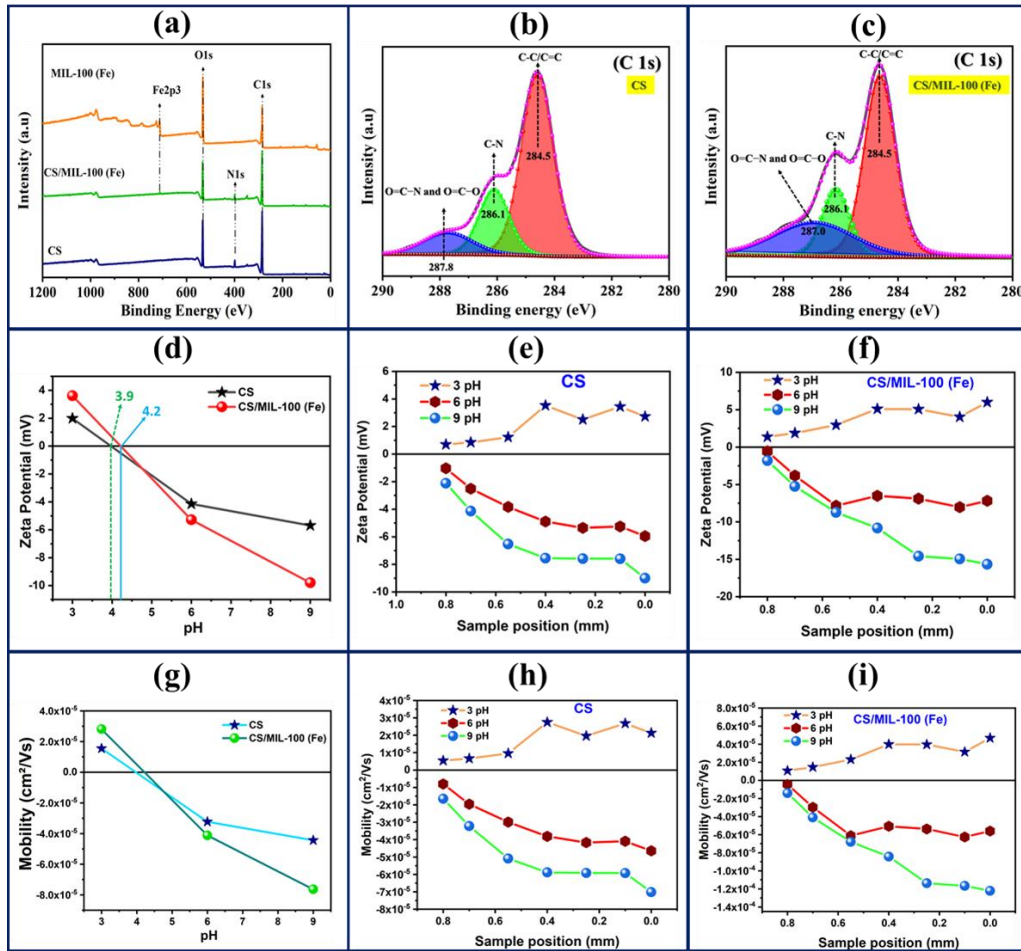 (a)
MIL-100 (Fe)
Fe2p3
O1s
C1s
CS/MIL-100 (Fe)
N1s
CS
Intensity (a.u)
1200 1000 800 600 400 200 0
Binding Energy (eV)
(b)
(C 1s)
CS
C-C/C=C
C-N
O=C–N and O=C–O
284.5
286.1
287.8
Intensity (a.u)
290 288 286 284 282 280
Binding energy (eV)
(c)
(C 1s)
CS/MIL-100 (Fe)
C-C/C=C
C-N
O=C–N and O=C–O
284.5
286.1
287.0
Intensity (a.u)
290 288 286 284 282 280
Binding energy (eV)
(d)
CS
CS/MIL-100 (Fe)
3.9
4.2
4
2
0
-2
-4
-6
-8
-10
Zeta Potential (mV)
3 4 5 6 7 8 9
pH
(e)
CS
3 pH
6 pH
9 pH
6
4
2
0
-2
-4
-6
-8
-10
Zeta Potential (mV)
1.0 0.8 0.6 0.4 0.2 0.0
Sample position (mm)
(f)
CS/MIL-100 (Fe)
3 pH
6 pH
9 pH
10
5
0
-5
-10
-15
-20
Zeta Potential (mV)
0.8 0.6 0.4 0.2 0.0
Sample position (mm)
(g)
CS
CS/MIL-100 (Fe)
4.0x10⁻⁵
2.0x10⁻⁵
0.0
-2.0x10⁻⁵
-4.0x10⁻⁵
-6.0x10⁻⁵
-8.0x10⁻⁵
Mobility (cm²/Vs)
3 4 5 6 7 8 9
pH
(h)
CS
3 pH
6 pH
9 pH
4x10⁻⁵
3x10⁻⁵
2x10⁻⁵
1x10⁻⁵
0
-1x10⁻⁵
-2x10⁻⁵
-3x10⁻⁵
-4x10⁻⁵
-5x10⁻⁵
-6x10⁻⁵
-7x10⁻⁵
-8x10⁻⁵
Mobility (cm²/Vs)
0.8 0.6 0.4 0.2 0.0
Sample position (mm)
(i)
CS/MIL-100 (Fe)
3 pH
6 pH
9 pH
8.0x10⁻⁵
6.0x10⁻⁵
4.0x10⁻⁵
2.0x10⁻⁵
0.0
-2.0x10⁻⁵
-4.0x10⁻⁵
-6.0x10⁻⁵
-8.0x10⁻⁵
-1.0x10⁻⁴
-1.2x10⁻⁴
-1.4x10⁻⁴
Mobility (cm²/Vs)
0.8 0.6 0.4 0.2 0.0
Sample position (mm)